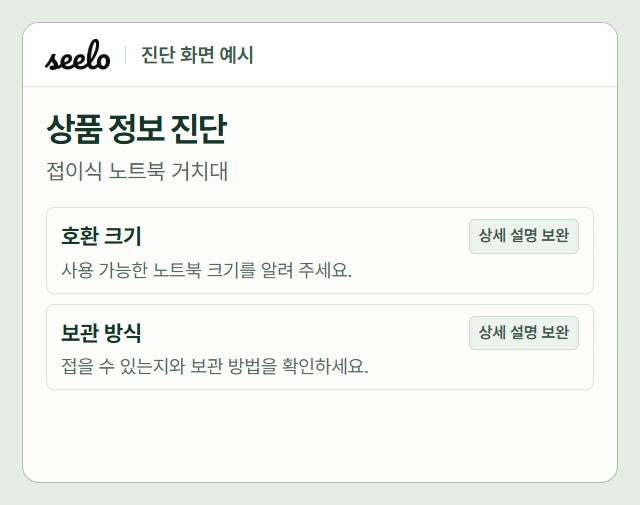 seelo
진단 화면 예시
상품 정보 진단
접이식 노트북 거치대
호환 크기
상세 설명 보완
사용 가능한 노트북 크기를 알려 주세요.
보관 방식
상세 설명 보완
접을 수 있는지와 보관 방법을 확인하세요.